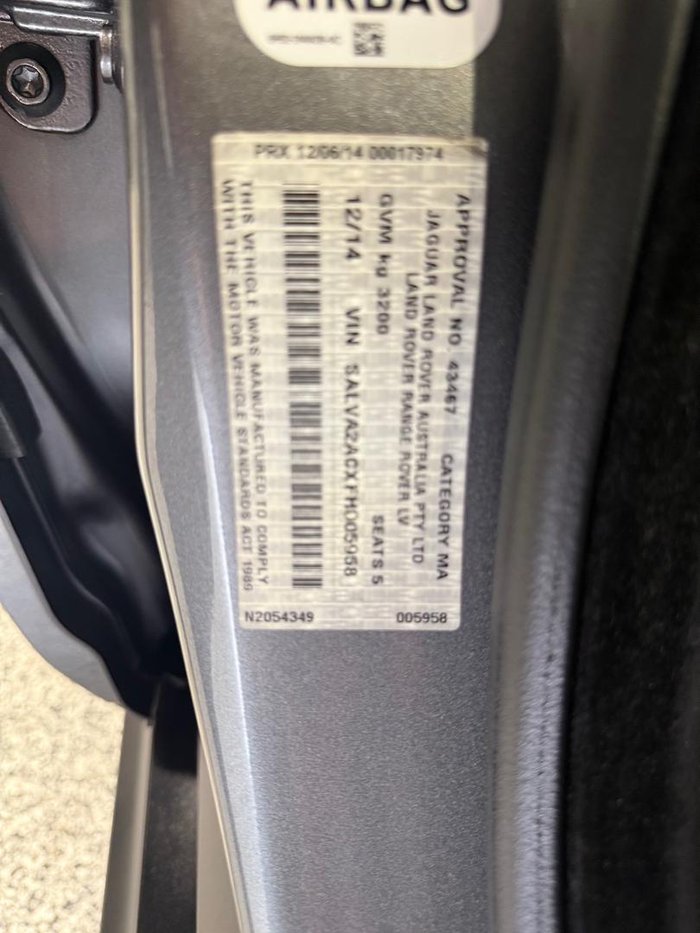 AIRBAG
PRX 12/06/14 00017974
APPROVAL NO 43467 CATEGORY MA
JAGUAR LAND ROVER AUSTRALIA PTY LTD
LAND ROVER RANGE ROVER LV
GVM kg 3200 SEATS 5
12/14 VIN SALVA2ACXFH005958
THIS VEHICLE WAS MANUFACTURED TO COMPLY
WITH THE MOTOR VEHICLE STANDARDS ACT 1989
N2054349 005958